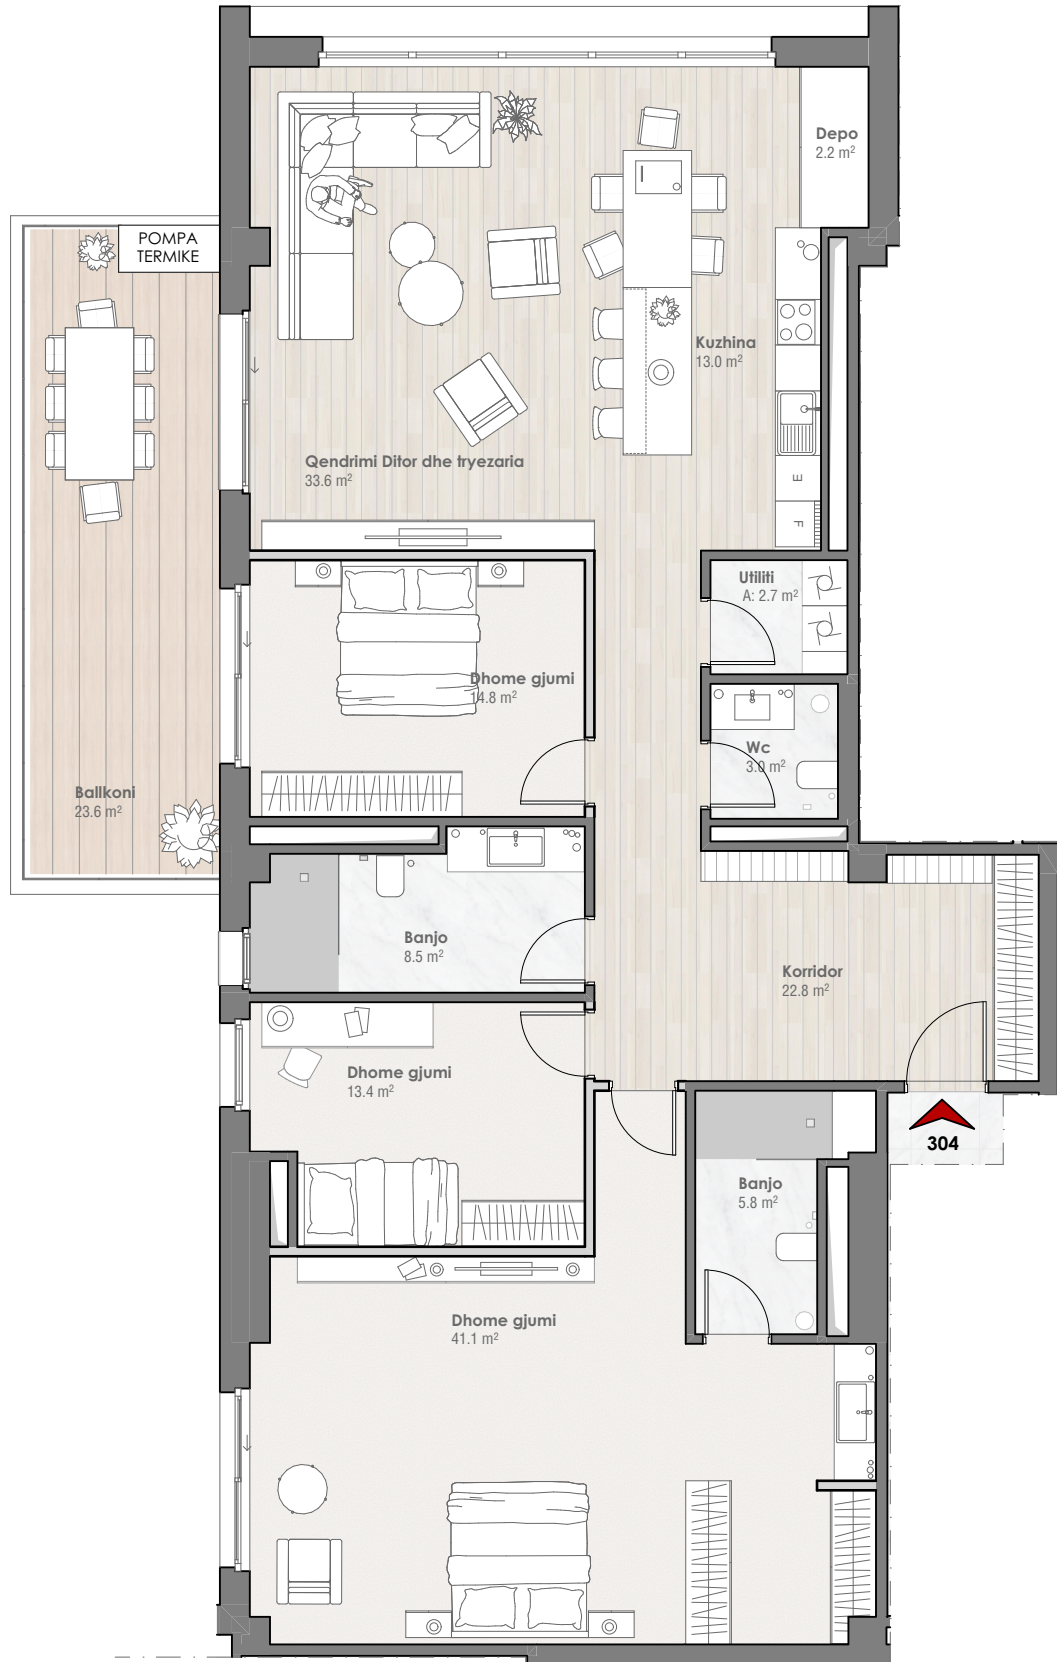 Depo
2.2 m²
POMPA
TERMIKE
Kuzhina
13.0 m²
Qendrimi Ditor dhe tryezaria
33.6 m²
E
F
Utiliti
A: 2.7 m²
Dhome gjumi
14.8 m²
Wc
3.0 m²
Ballkoni
23.6 m²
Banjo
8.5 m²
Korridor
22.8 m²
Dhome gjumi
13.4 m²
304
Banjo
5.8 m²
Dhome gjumi
41.1 m²